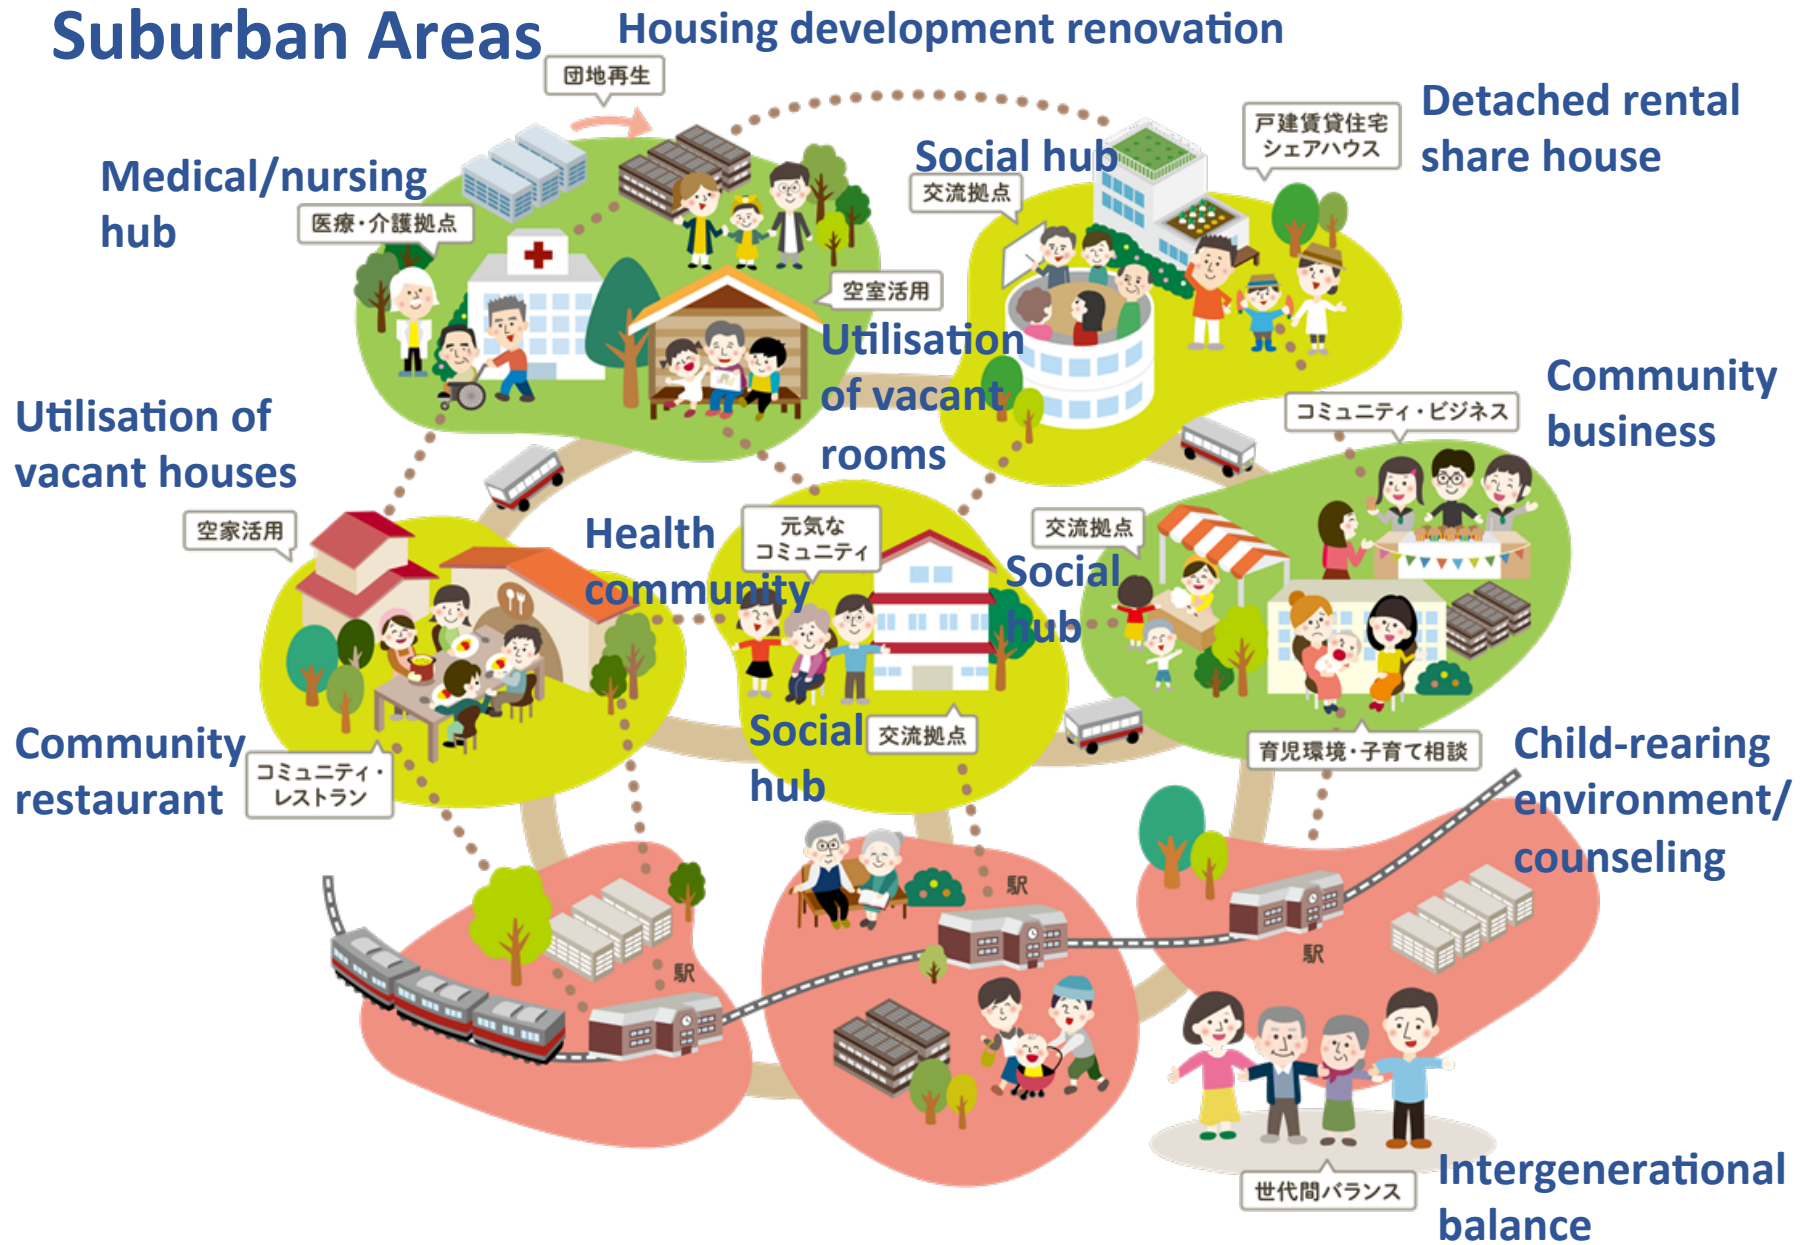 Suburban Areas
Housing development renovation
団地再生
Detached rental
share house
戸建賃貸住宅
シェアハウス
Social hub
交流拠点
Medical/nursing
hub
医療・介護拠点
空室活用
Utilisation
of vacant
rooms
Community
business
コミュニティ・ビジネス
Utilisation of
vacant houses
空家活用
Health
community
元気な
コミュニティ
交流拠点
Social
hub
Community
restaurant
コミュニティ・
レストラン
Social
hub
交流拠点
育児環境・子育て相談
Child-rearing
environment/
counseling
駅
駅
駅
世代間バランス
Intergenerational
balance